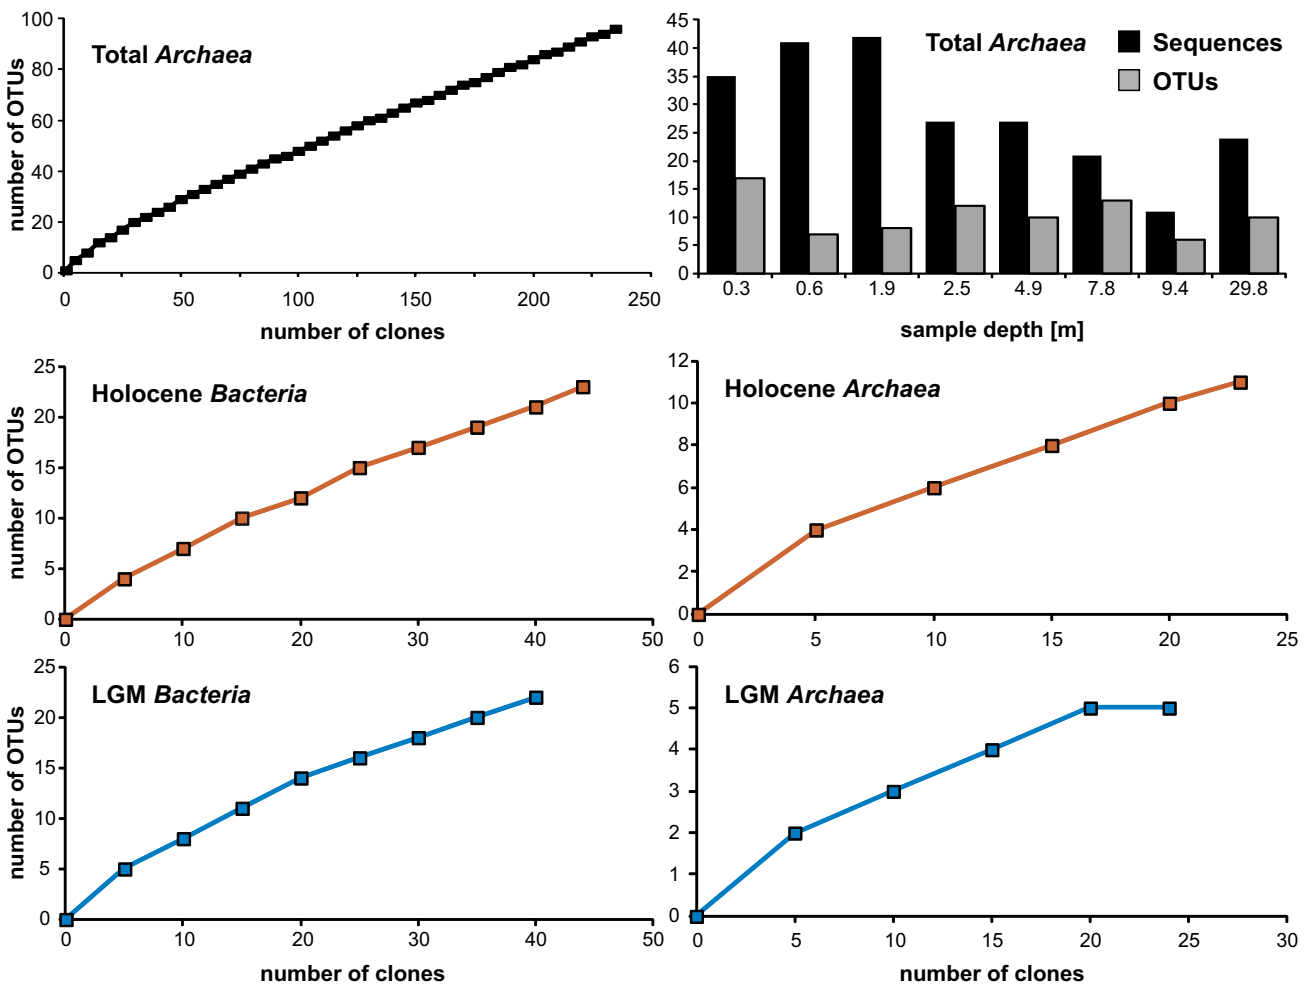 Total Archaea
number of OTUs
100
80
60
40
20
0
0 50 100 150 200 250
number of clones
Total Archaea
Sequences
OTUs
45
40
35
30
25
20
15
10
5
0
0.3 0.6 1.9 2.5 4.9 7.8 9.4 29.8
sample depth [m]
Holocene Bacteria
number of OTUs
25
20
15
10
5
0
0 10 20 30 40 50
Holocene Archaea
12
10
8
6
4
2
0
0 5 10 15 20 25
LGM Bacteria
number of OTUs
25
20
15
10
5
0
0 10 20 30 40 50
number of clones
LGM Archaea
6
5
4
3
2
1
0
0 5 10 15 20 25 30
number of clones